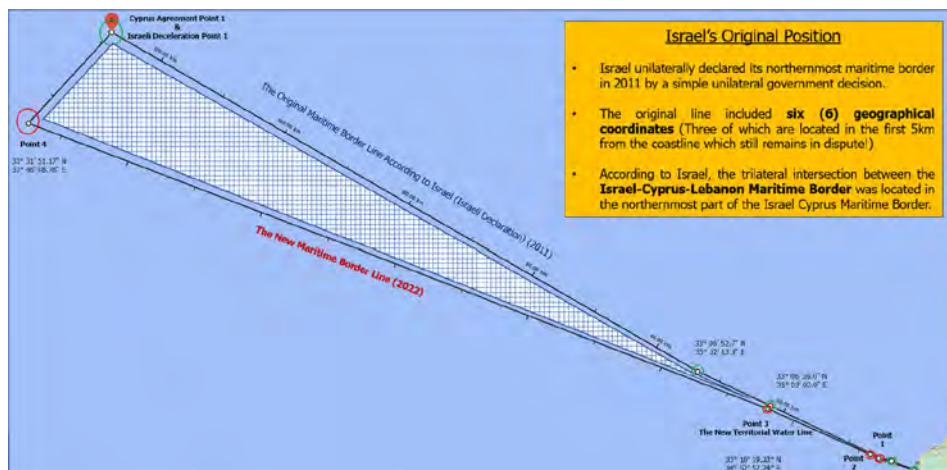 Cyprus Agreement Point 1
&
Israeli Deceleration Point 1
Israel's Original Position
• Israel unilaterally declared its northernmost maritime border
in 2011 by a simple unilateral government decision.
• The original line included six (6) geographical
coordinates (Three of which are located in the first 5km
from the coastline which still remains in dispute!)
• According to Israel, the trilateral intersection between the
Israel-Cyprus-Lebanon Maritime Border was located in
the northernmost part of the Israel Cyprus Maritime Border.
The Original Maritime Border Line According to Israel (Israeli Declaration) (2011)
Point 4
33° 31' 51.17" N
The New Maritime Border Line (2022)
Point 3
The New Territorial Water Line
Point
1
Point
2